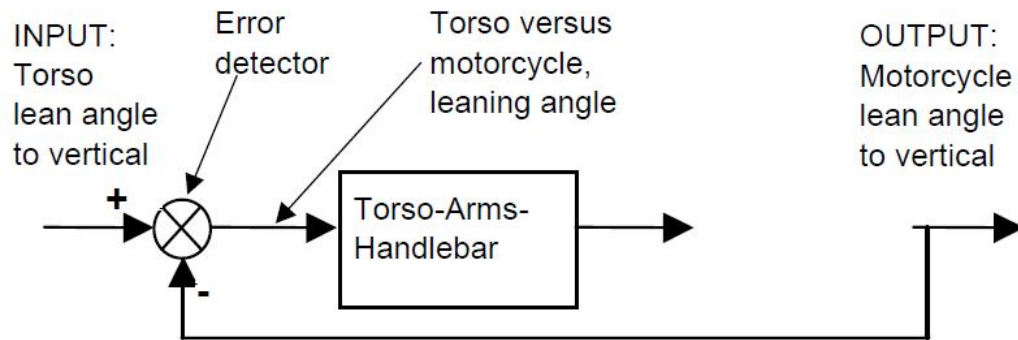 INPUT:
Torso
lean angle
to vertical
Error
detector
Torso versus
motorcycle,
leaning angle
OUTPUT:
Motorcycle
lean angle
to vertical
+
Torso-Arms-
Handlebar
-